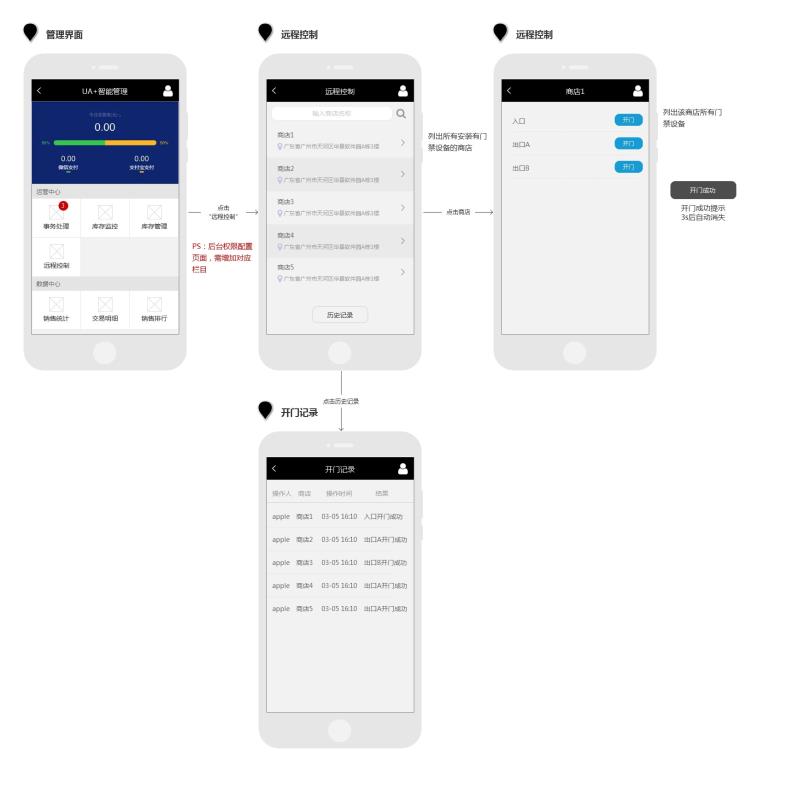 管理界面
UA+智能管理
0.00
50%
50%
0.00
0.00
微信支付
支付宝支付
运营中心
3
事务处理
库存监控
库存管理
远程控制
数据中心
销售统计
交易明细
销售排行
点击
“远程控制”
PS：后台权限配置
页面，需增加对应
栏目
远程控制
远程控制
输入商店名称
商店1
广东省广州市天河区华景软件园A栋1楼
商店2
广东省广州市天河区华景软件园A栋1楼
商店3
广东省广州市天河区华景软件园A栋1楼
商店4
广东省广州市天河区华景软件园A栋1楼
商店5
广东省广州市天河区华景软件园A栋1楼
历史记录
列出所有安装有门
禁设备的商店
点击商店
远程控制
商店1
入口
开门
出口A
开门
出口B
开门
列出该商店所有门
禁设备
开门成功
开门成功提示
3s后自动消失
点击历史记录
开门记录
开门记录
操作人 商店 操作时间 结果
apple 商店1 03-05 16:10 入口开门成功
apple 商店2 03-05 16:10 出口A开门成功
apple 商店3 03-05 16:10 出口B开门成功
apple 商店4 03-05 16:10 出口A开门成功
apple 商店5 03-05 16:10 出口A开门成功